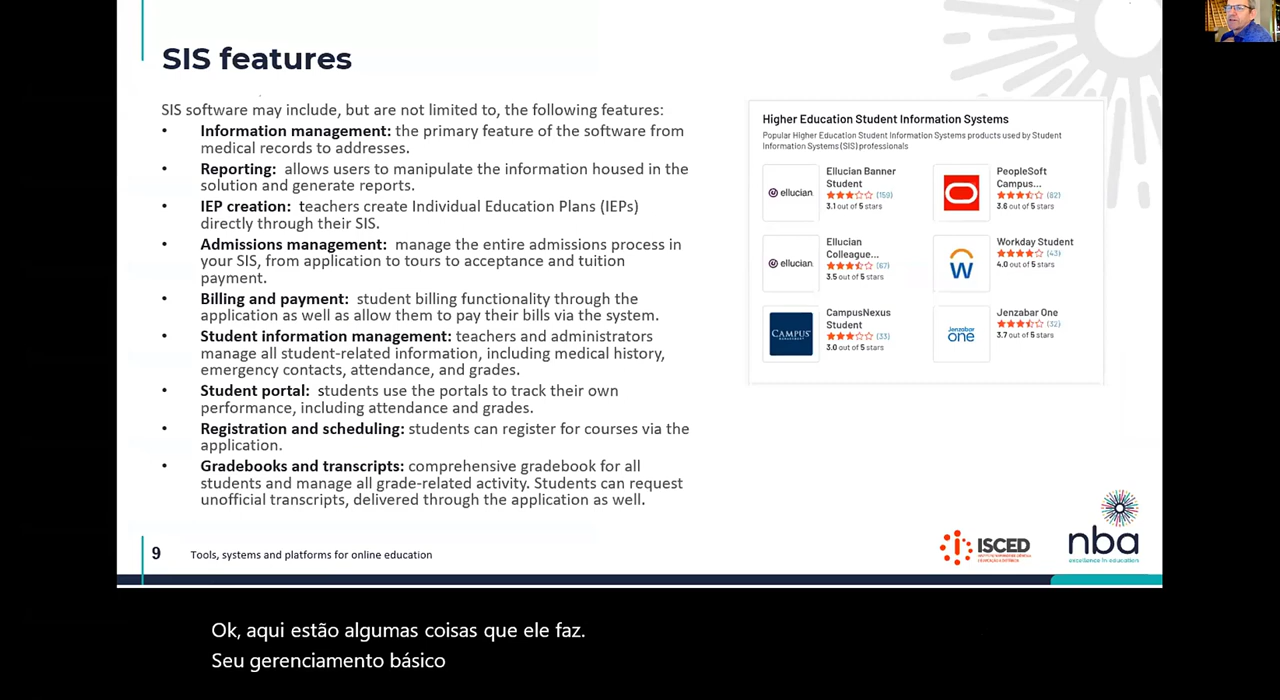 SIS features
SIS software may include, but are not limited to, the following features:
• Information management: the primary feature of the software from
medical records to addresses.
• Reporting: allows users to manipulate the information housed in the
solution and generate reports.
• IEP creation: teachers create Individual Education Plans (IEPs)
directly through their SIS.
• Admissions management: manage the entire admissions process in
your SIS, from application to tours to acceptance and tuition
payment.
• Billing and payment: student billing functionality through the
application as well as allow them to pay their bills via the system.
• Student information management: teachers and administrators
manage all student-related information, including medical history,
emergency contacts, attendance, and grades.
• Student portal: students use the portals to track their own
performance, including attendance and grades.
• Registration and scheduling: students can register for courses via the
application.
• Gradebooks and transcripts: comprehensive gradebook for all
students and manage all grade-related activity. Students can request
unofficial transcripts, delivered through the application as well.
Higher Education Student Information Systems
Popular Higher Education Student Information Systems products used by Student
Information Systems (SIS) professionals
ellucian
Ellucian Banner
Student
(159)
3.1 out of 5 stars
PeopleSoft
Campus...
(82)
3.6 out of 5 stars
ellucian
Ellucian
Colleague...
(67)
3.5 out of 5 stars
W
Workday Student
(43)
4.0 out of 5 stars
CAMPUS
MANAGEMENT
CampusNexus
Student
(33)
3.0 out of 5 stars
Jenzabar
one
Jenzabar One
(32)
3.7 out of 5 stars
9
Tools, systems and platforms for online education
ISCED
nba
excellence in education
Ok, aqui estão algumas coisas que ele faz.
Seu gerenciamento básico